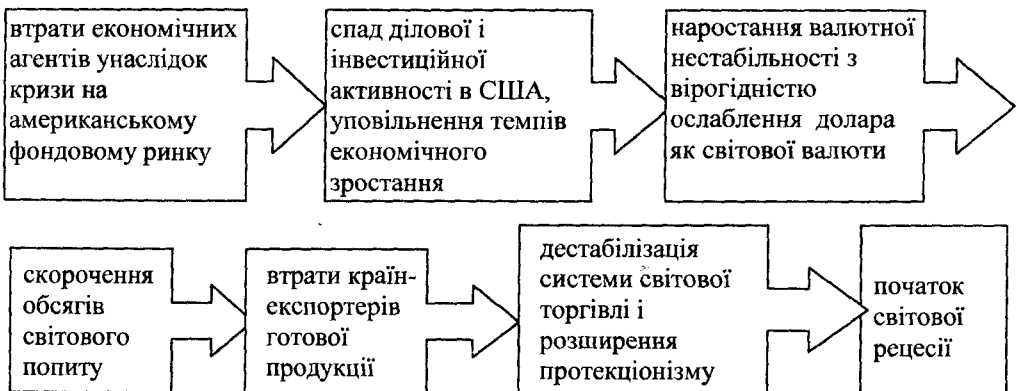 втрати економічних
агентів унаслідок
кризи на
американському
фондовому ринку
спад ділової і
інвестиційної
активності в США,
уповільнення темпів
економічного
зростання
наростання валютної
нестабільності з
вірогідністю
ослаблення долара
як світової валюти
скорочення
обсягів
світового
попиту
втрати країн-
експортерів
готової
продукції
дестабілізація
системи світової
торгівлі і
розширення
протекціонізму
початок
світової
рецесії